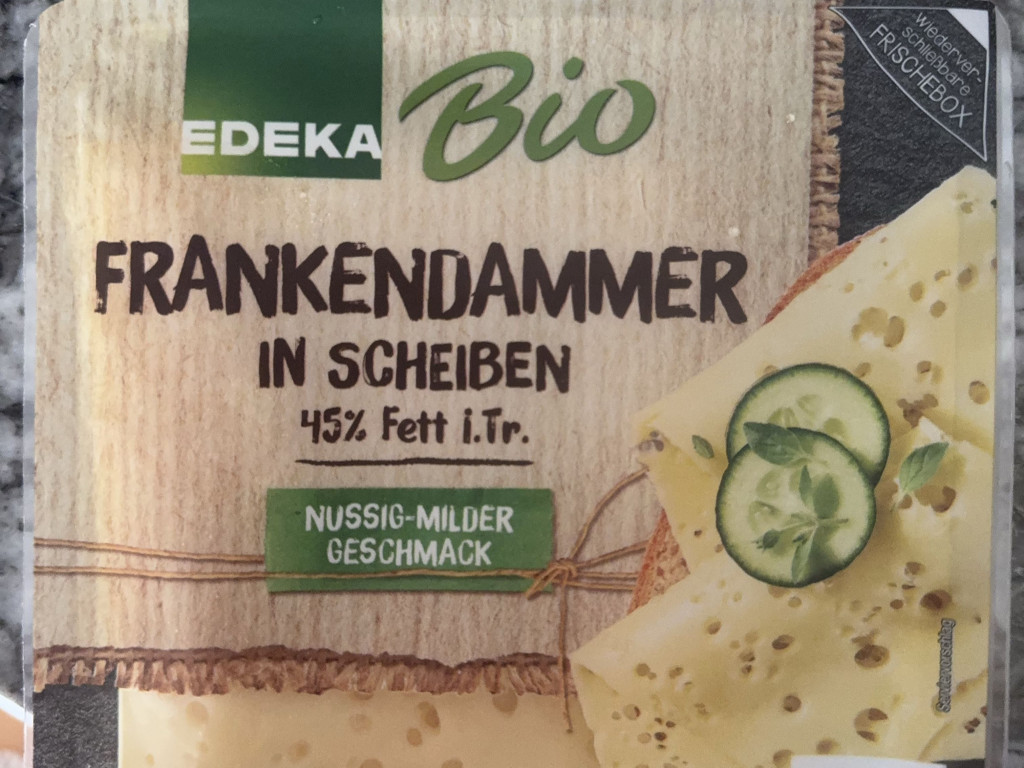 EDEKA
Bio
wiederver-
schließbare
FRISCHEBOX
FRANKENDAMMER
IN SCHEIBEN
45% Fett i.Tr.
NUSSIG-MILDER
GESCHMACK
Serviervorschlag